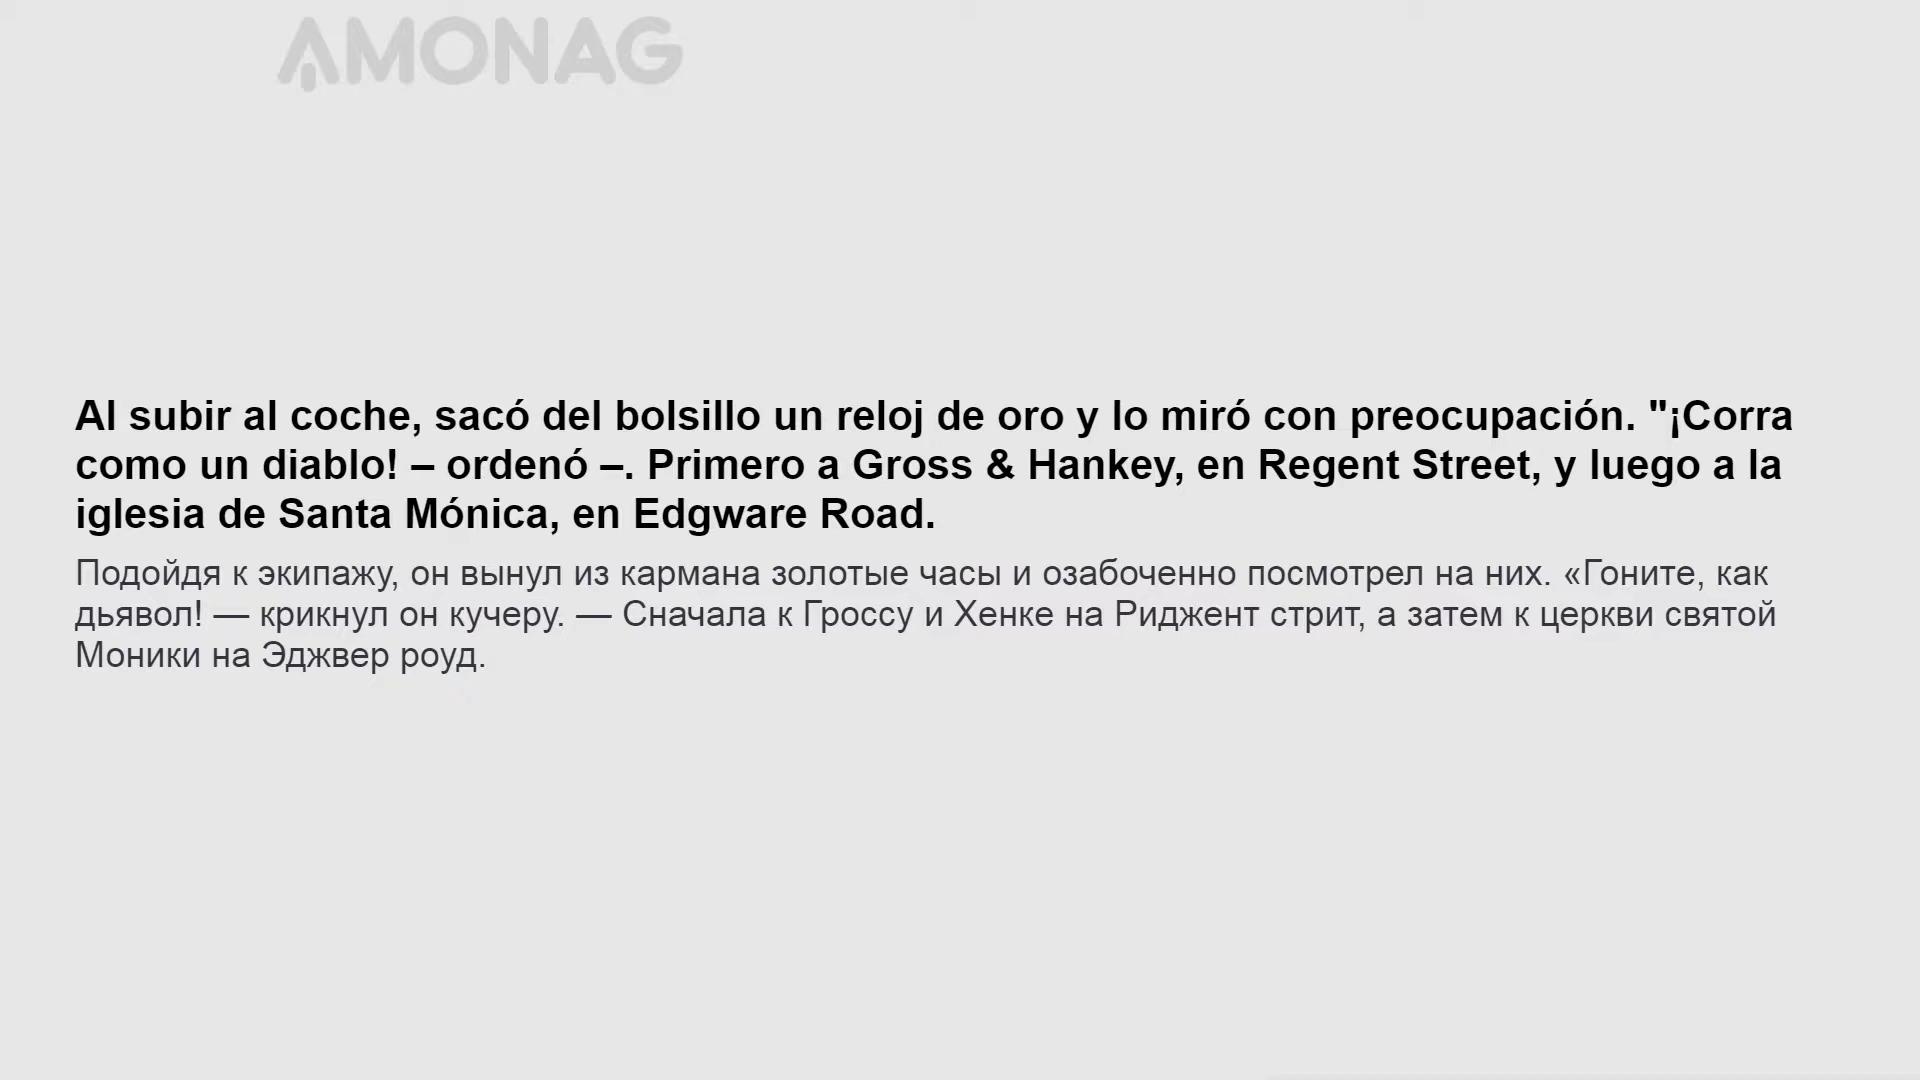 AMONAG
Al subir al coche, sacó del bolsillo un reloj de oro y lo miró con preocupación. "¡Corra
como un diablo! – ordenó –. Primero a Gross & Hankey, en Regent Street, y luego a la
iglesia de Santa Mónica, en Edgware Road.
Подойдя к экипажу, он вынул из кармана золотые часы и озабоченно посмотрел на них. «Гоните, как
дьявол! — крикнул он кучеру. — Сначала к Гроссу и Хенке на Риджент стрит, а затем к церкви святой
Моники на Эджвер роуд.